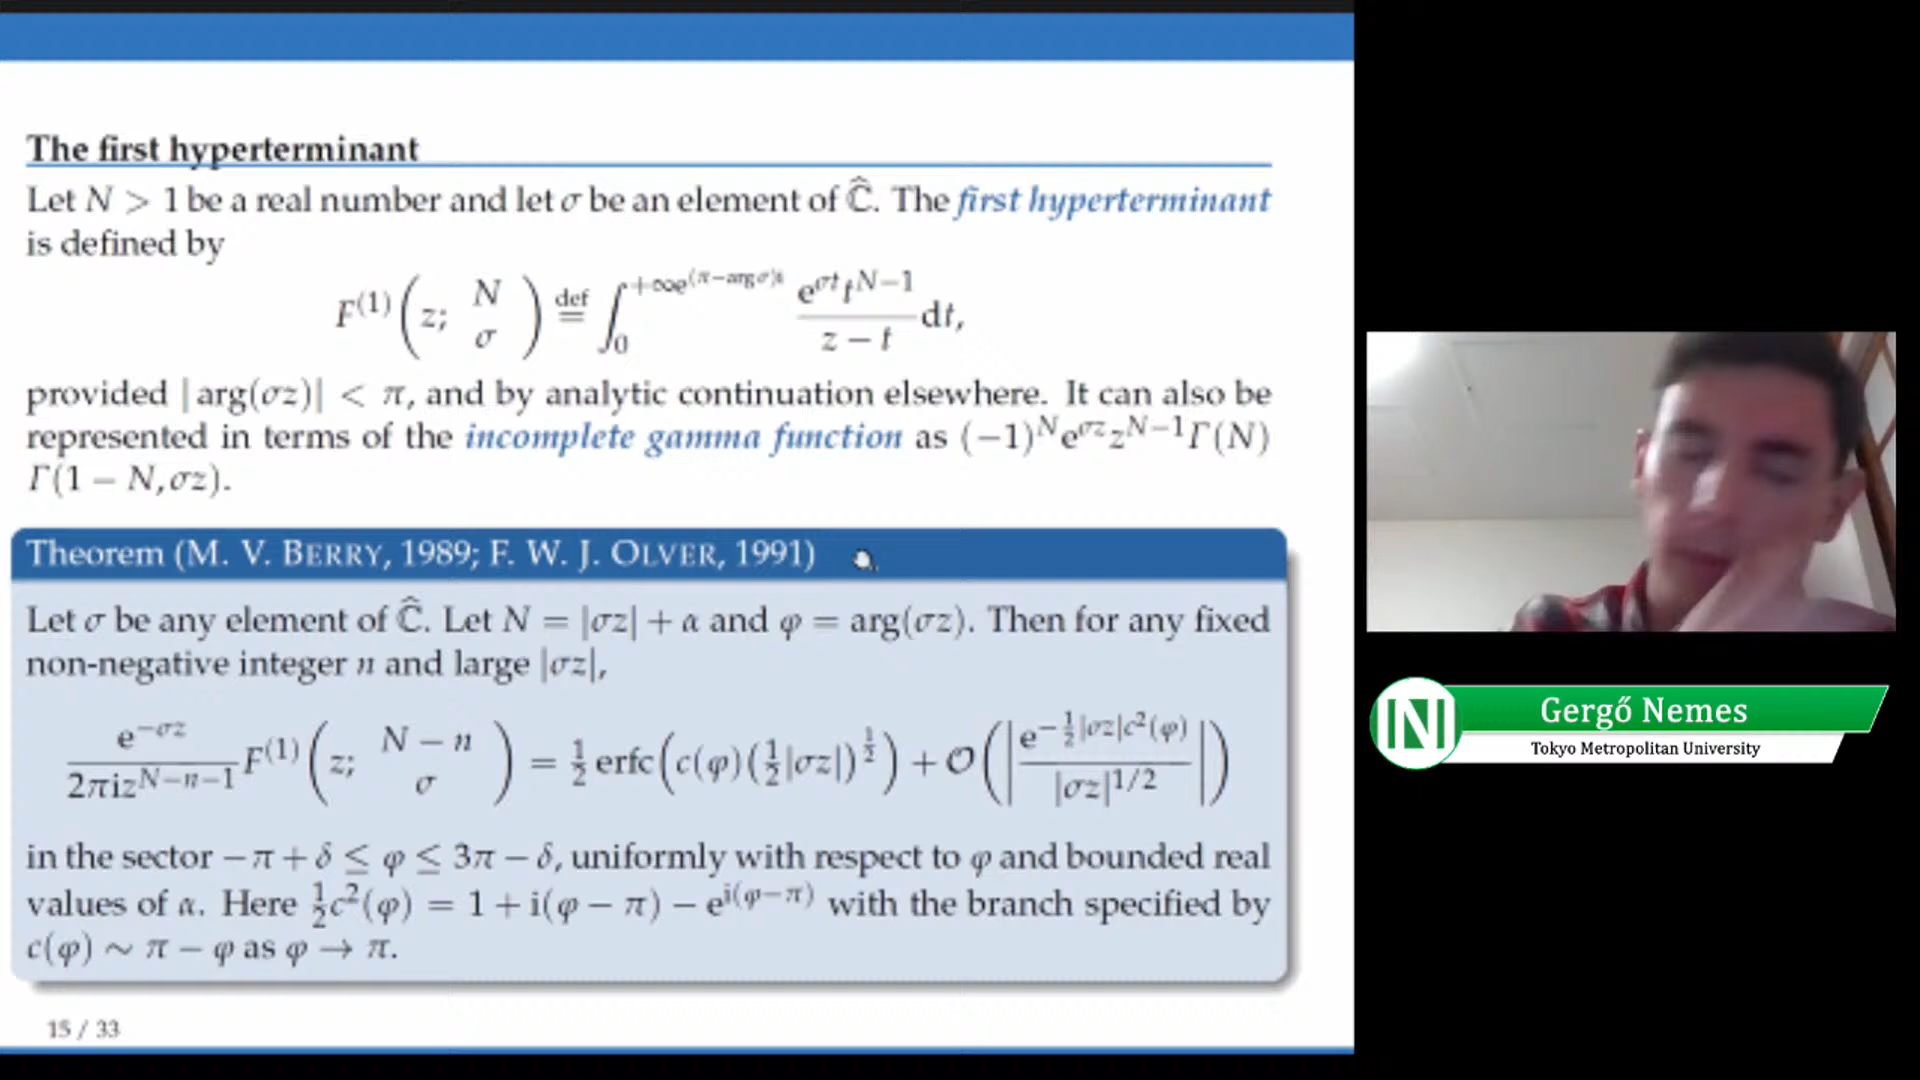 The first hyperterminant
Let N > 1 be a real number and let σ be an element of Ĉ. The first hyperterminant
is defined by
F^{(1)}(z; N σ) def= ∫_0^{+∞e^{(π−arg σ)i}} e^{σt} t^{N−1} / (z − t) dt,
provided | arg(σz)| < π, and by analytic continuation elsewhere. It can also be
represented in terms of the incomplete gamma function as (−1)^N e^{σz} z^{N−1} Γ(N)
Γ(1 − N, σz).
Theorem (M. V. BERRY, 1989; F. W. J. OLVER, 1991)
Let σ be any element of Ĉ. Let N = |σz| + α and φ = arg(σz). Then for any fixed
non-negative integer n and large |σz|,
e^{−σz} / (2πiz^{N−n−1}) F^{(1)}(z; N − n σ) = ½ erfc(c(φ)(½|σz|)^{½}) + O(|e^{−½|σz|c²(φ)} / |σz|^{1/2}|)
in the sector −π + δ ≤ φ ≤ 3π − δ, uniformly with respect to φ and bounded real
values of α. Here ½c²(φ) = 1 + i(φ − π) − e^{i(φ−π)} with the branch specified by
c(φ) ∼ π − φ as φ → π.
15 / 33
INI
Gergő Nemes
Tokyo Metropolitan University